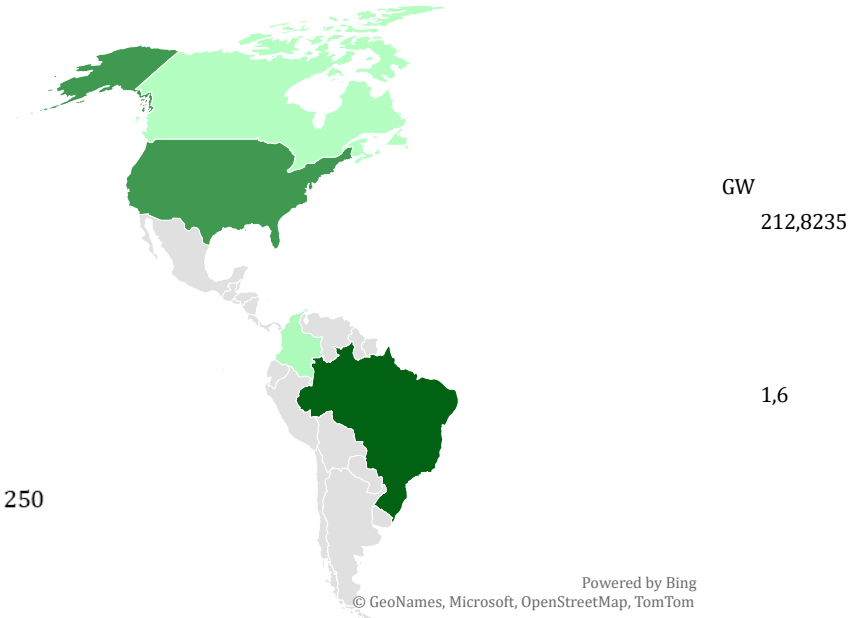 GW
212,8235
1,6
250
Powered by Bing
© GeoNames, Microsoft, OpenStreetMap, TomTom